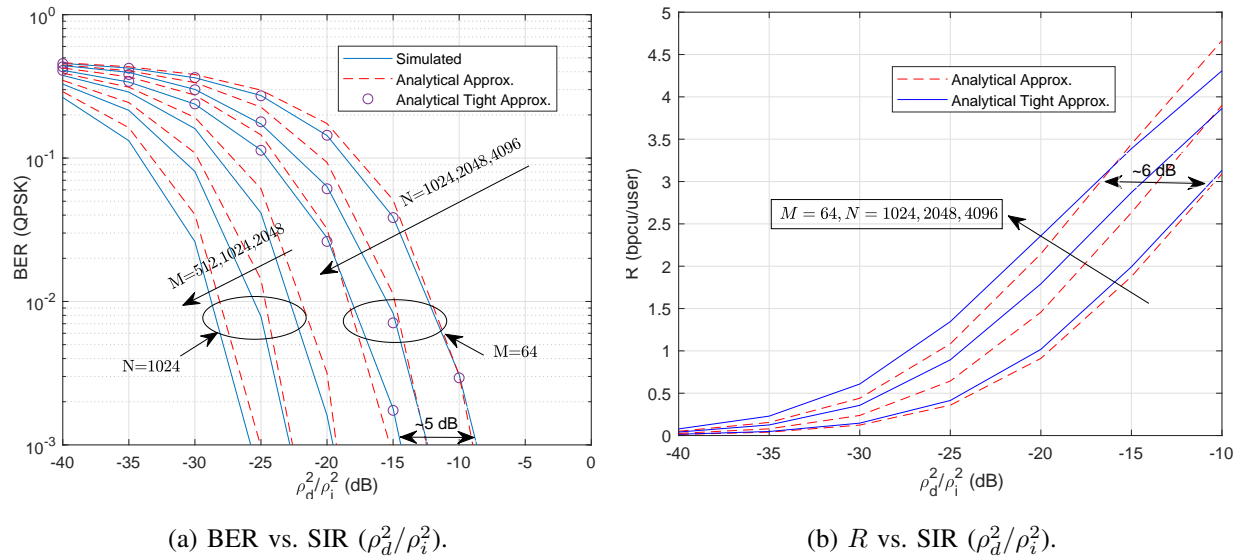 10^0
10^{-1}
10^{-2}
10^{-3}
BER (QPSK)
Simulated
Analytical Approx.
Analytical Tight Approx.
N=1024,2048,4096
M=512,1024,2048
N=1024
M=64
~5 dB
-40 -35 -30 -25 -20 -15 -10 -5 0
ρ_d^2/ρ_i^2 (dB)
(a) BER vs. SIR (ρ_d^2/ρ_i^2).
5
4.5
4
3.5
3
2.5
2
1.5
1
0.5
0
R (bpcu/user)
Analytical Approx.
Analytical Tight Approx.
~6 dB
M = 64, N = 1024, 2048, 4096
-40 -35 -30 -25 -20 -15 -10
ρ_d^2/ρ_i^2 (dB)
(b) R vs. SIR (ρ_d^2/ρ_i^2).